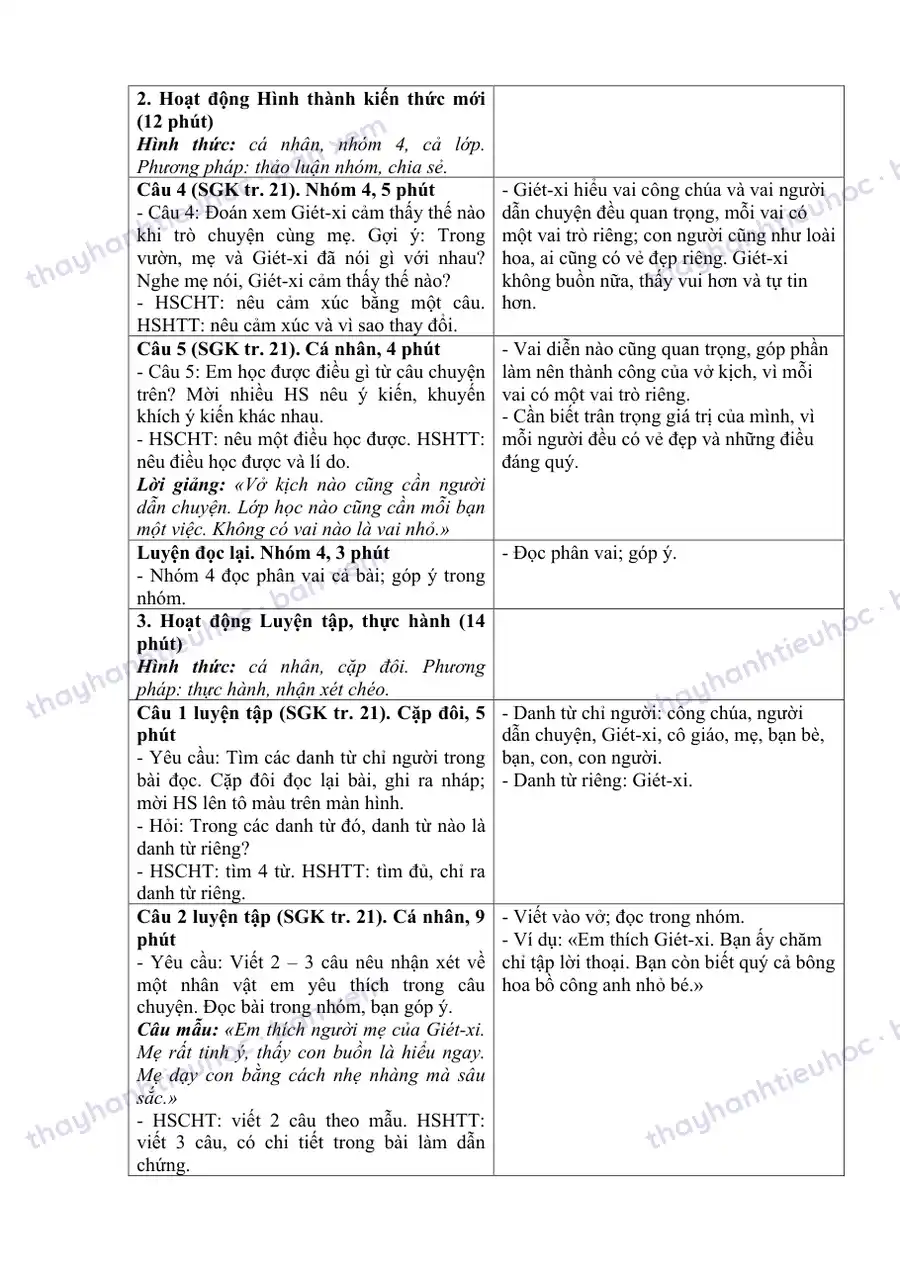 2. Hoạt động Hình thành kiến thức mới
(12 phút)
Hình thức: cá nhân, nhóm 4, cả lớp.
Phương pháp: thảo luận nhóm, chia sẻ.
Câu 4 (SGK tr. 21). Nhóm 4, 5 phút
- Câu 4: Đoán xem Giét-xi cảm thấy thế nào
khi trò chuyện cùng mẹ. Gợi ý: Trong
vườn, mẹ và Giét-xi đã nói gì với nhau?
Nghe mẹ nói, Giét-xi cảm thấy thế nào?
- HSCHT: nêu cảm xúc bằng một câu.
HSHTT: nêu cảm xúc và vì sao thay đổi.
- Giét-xi hiểu vai công chúa và vai người
dẫn chuyện đều quan trọng, mỗi vai có
một vai trò riêng; con người cũng như loài
hoa, ai cũng có vẻ đẹp riêng. Giét-xi
không buồn nữa, thấy vui hơn và tự tin
hơn.
Câu 5 (SGK tr. 21). Cá nhân, 4 phút
- Câu 5: Em học được điều gì từ câu chuyện
trên? Mời nhiều HS nêu ý kiến, khuyến
khích ý kiến khác nhau.
- HSCHT: nêu một điều học được. HSHTT:
nêu điều học được và lí do.
Lời giảng: «Vở kịch nào cũng cần người
dẫn chuyện. Lớp học nào cũng cần mỗi bạn
một việc. Không có vai nào là vai nhỏ.»
- Vai diễn nào cũng quan trọng, góp phần
làm nên thành công của vở kịch, vì mỗi
vai có một vai trò riêng.
- Cần biết trân trọng giá trị của mình, vì
mỗi người đều có vẻ đẹp và những điều
đáng quý.
Luyện đọc lại. Nhóm 4, 3 phút
- Nhóm 4 đọc phân vai cả bài; góp ý trong
nhóm.
- Đọc phân vai; góp ý.
3. Hoạt động Luyện tập, thực hành (14
phút)
Hình thức: cá nhân, cặp đôi. Phương
pháp: thực hành, nhận xét chéo.
Câu 1 luyện tập (SGK tr. 21). Cặp đôi, 5
phút
- Yêu cầu: Tìm các danh từ chỉ người trong
bài đọc. Cặp đôi đọc lại bài, ghi ra nháp;
mời HS lên tô màu trên màn hình.
- Hỏi: Trong các danh từ đó, danh từ nào là
danh từ riêng?
- HSCHT: tìm 4 từ. HSHTT: tìm đủ, chỉ ra
danh từ riêng.
- Danh từ chỉ người: công chúa, người
dẫn chuyện, Giét-xi, cô giáo, mẹ, bạn bè,
bạn, con, con người.
- Danh từ riêng: Giét-xi.
Câu 2 luyện tập (SGK tr. 21). Cá nhân, 9
phút
- Yêu cầu: Viết 2 – 3 câu nêu nhận xét về
một nhân vật em yêu thích trong câu
chuyện. Đọc bài trong nhóm, bạn góp ý.
Câu mẫu: «Em thích người mẹ của Giét-xi.
Mẹ rất tinh ý, thấy con buồn là hiểu ngay.
Mẹ dạy con bằng cách nhẹ nhàng mà sâu
sắc.»
- HSCHT: viết 2 câu theo mẫu. HSHTT:
viết 3 câu, có chi tiết trong bài làm dẫn
chứng.
- Viết vào vở; đọc trong nhóm.
- Ví dụ: «Em thích Giét-xi. Bạn ấy chăm
chỉ tập lời thoại. Bạn còn biết quý cả bông
hoa bồ công anh nhỏ bé.»
thayhanhtieuhoc · bản xem
thayhanhtieuhoc · b
thayhanhtieuhoc · bản xem
thayhanhtieuhoc · b
thayhanhtieuhoc · bản xem
thayhanhtieuhoc · b